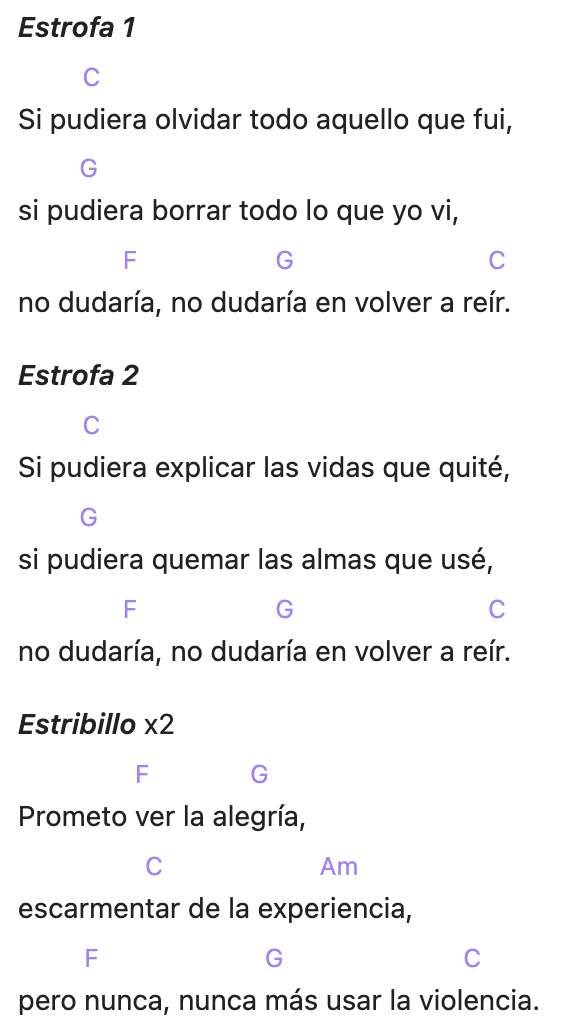 Estrofa 1
C
Si pudiera olvidar todo aquello que fui,
G
si pudiera borrar todo lo que yo vi,
F G C
no dudaría, no dudaría en volver a reír.
Estrofa 2
C
Si pudiera explicar las vidas que quité,
G
si pudiera quemar las almas que usé,
F G C
no dudaría, no dudaría en volver a reír.
Estribillo x2
F G
Prometo ver la alegría,
C Am
escarmentar de la experiencia,
F G C
pero nunca, nunca más usar la violencia.